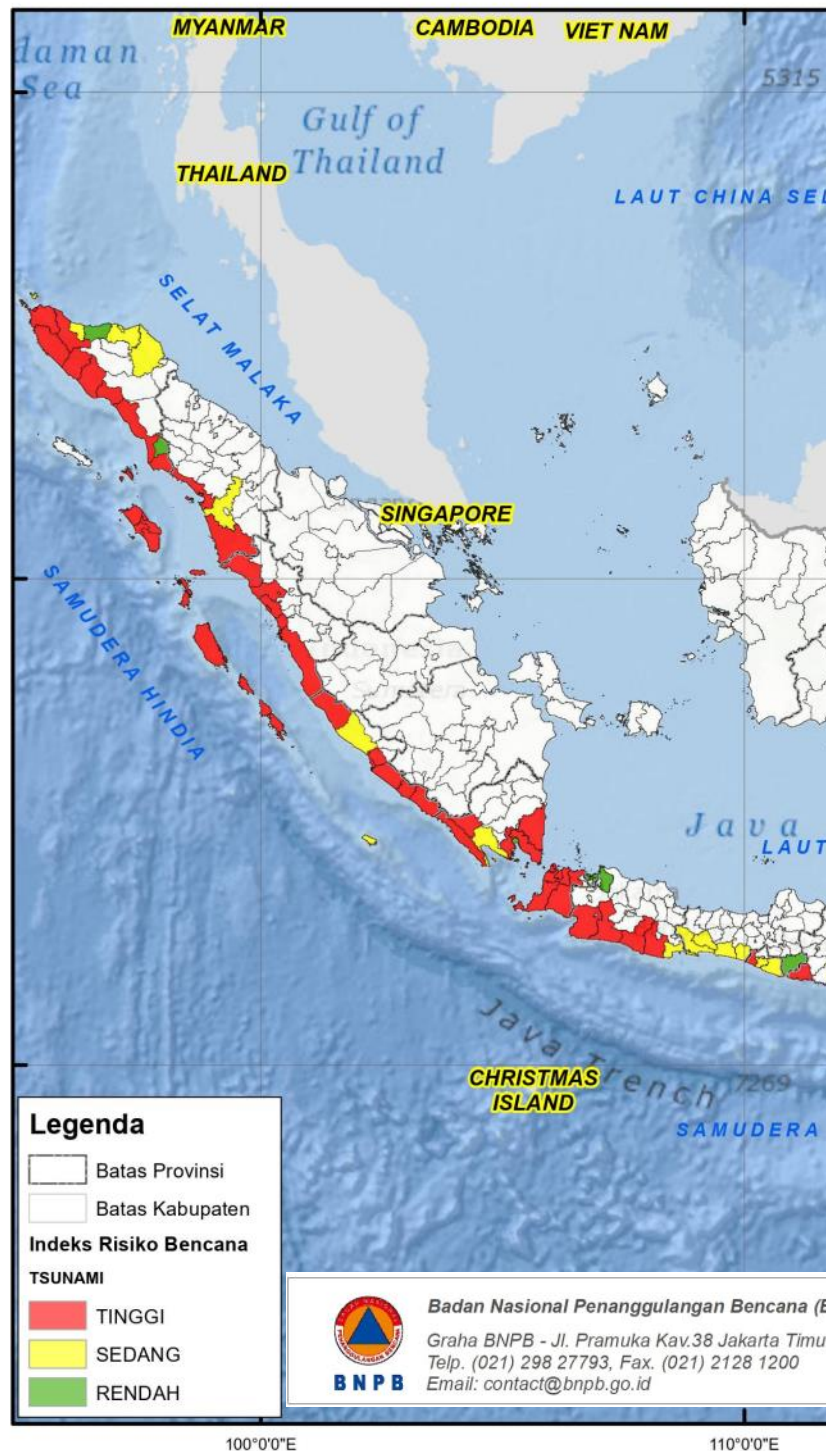 MYANMAR
CAMBODIA
VIET NAM
daman
Sea
5315
Gulf of
Thailand
THAILAND
LAUT CHINA SEL
SELAT MALAKA
SINGAPORE
SAMUDERA HINDIA
Sumatera
Java
LAUT
Java Trench
7269
CHRISTMAS
ISLAND
SAMUDERA
Legenda
Batas Provinsi
Batas Kabupaten
Indeks Risiko Bencana
TSUNAMI
TINGGI
SEDANG
RENDAH
BNPB
Badan Nasional Penanggulangan Bencana (B
Graha BNPB - Jl. Pramuka Kav.38 Jakarta Timu
Telp. (021) 298 27793, Fax. (021) 2128 1200
Email: contact@bnpb.go.id
100°0'0"E
110°0'0"E